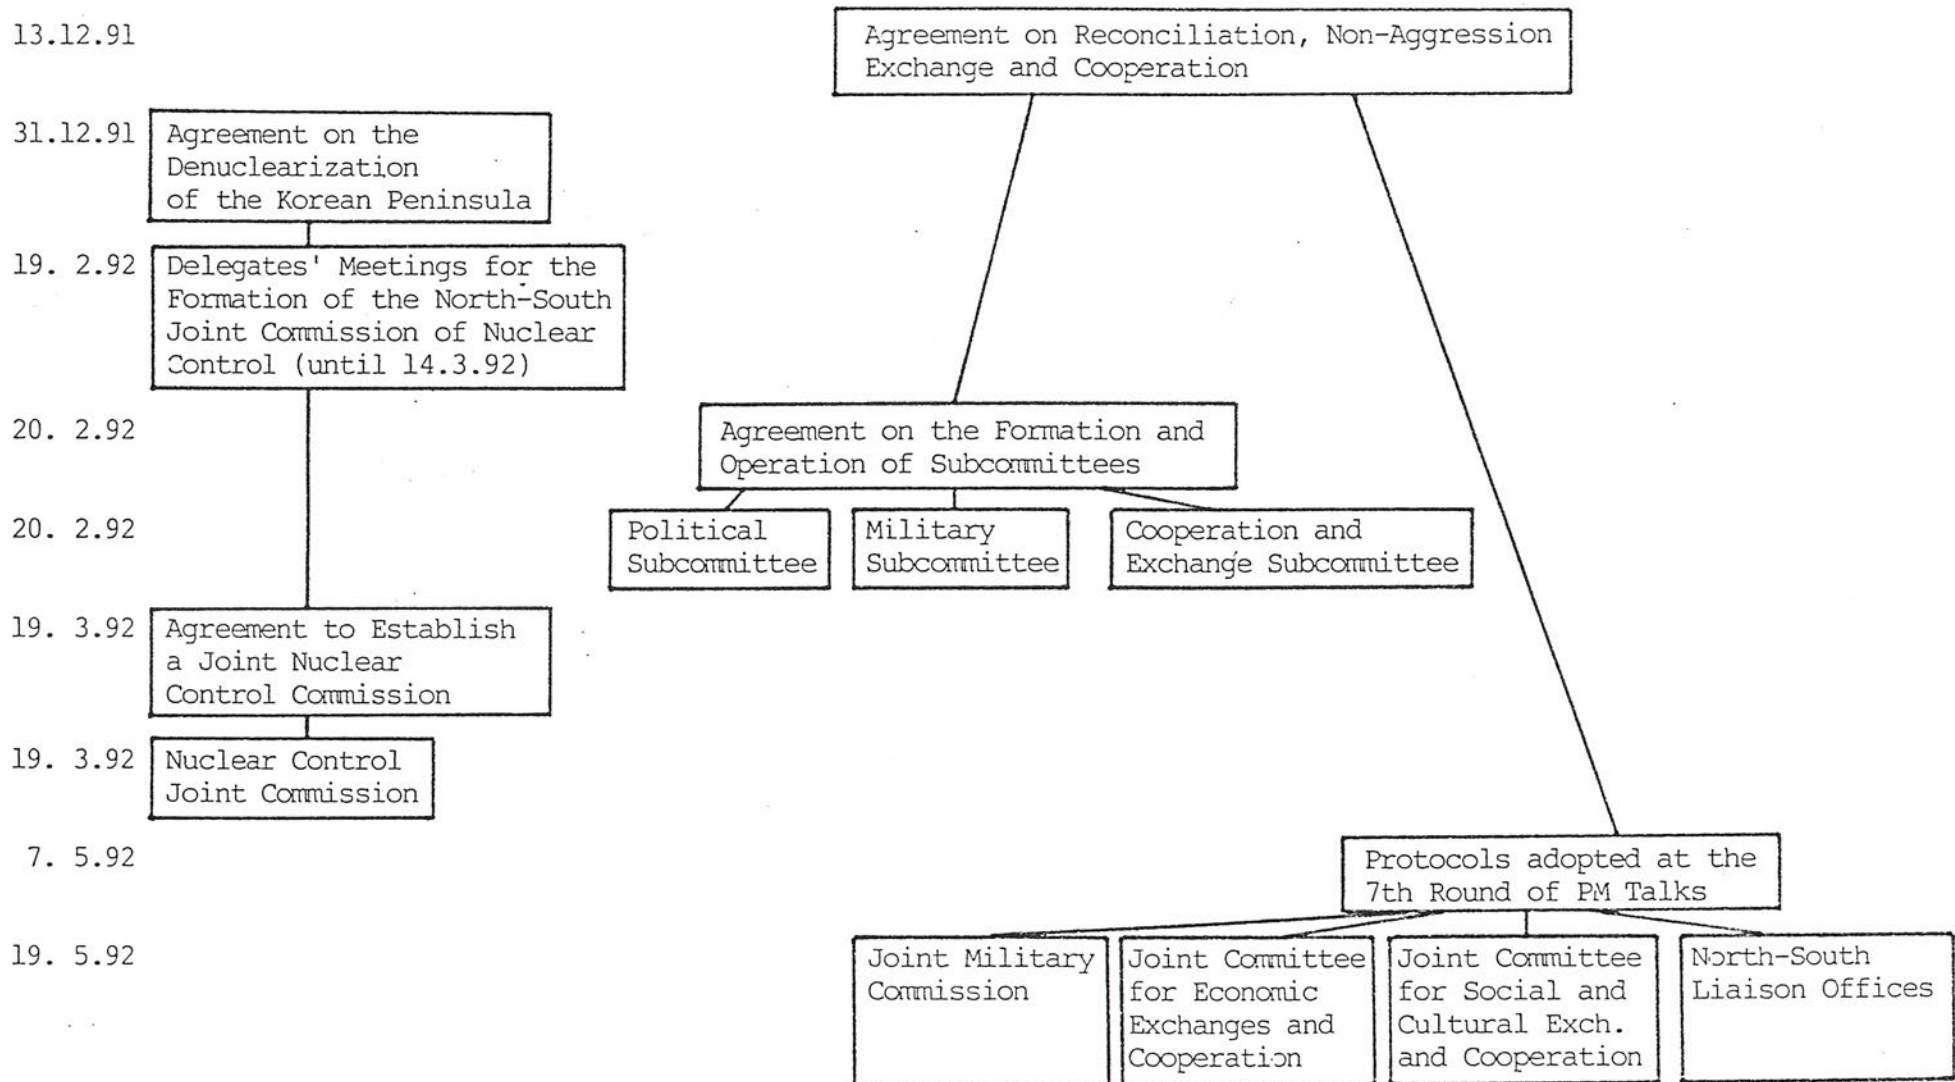 13.12.91
Agreement on Reconciliation, Non-Aggression
Exchange and Cooperation
31.12.91
Agreement on the
Denuclearization
of the Korean Peninsula
19. 2.92
Delegates' Meetings for the
Formation of the North-South
Joint Commission of Nuclear
Control (until 14.3.92)
20. 2.92
Agreement on the Formation and
Operation of Subcommittees
20. 2.92
Political
Subcommittee
Military
Subcommittee
Cooperation and
Exchange Subcommittee
19. 3.92
Agreement to Establish
a Joint Nuclear
Control Commission
19. 3.92
Nuclear Control
Joint Commission
7. 5.92
Protocols adopted at the
7th Round of PM Talks
19. 5.92
Joint Military
Commission
Joint Committee
for Economic
Exchanges and
Cooperation
Joint Committee
for Social and
Cultural Exch.
and Cooperation
North-South
Liaison Offices